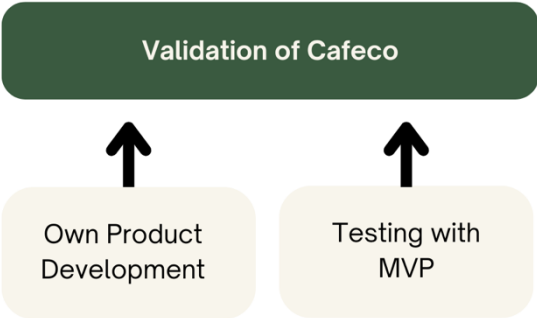 Validation of Cafeco
Own Product
Development
Testing with
MVP